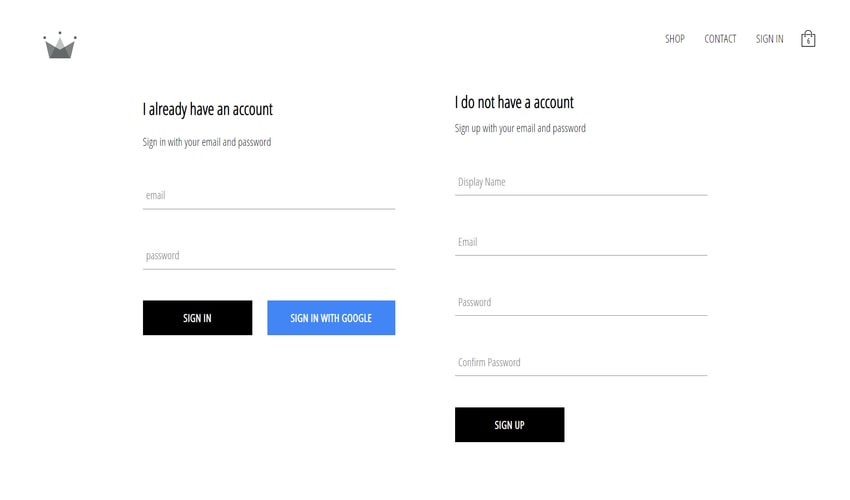 SHOP CONTACT SIGN IN 6
I already have an account
Sign in with your email and password
email
password
SIGN IN SIGN IN WITH GOOGLE
I do not have a account
Sign up with your email and password
Display Name
Email
Password
Confirm Password
SIGN UP